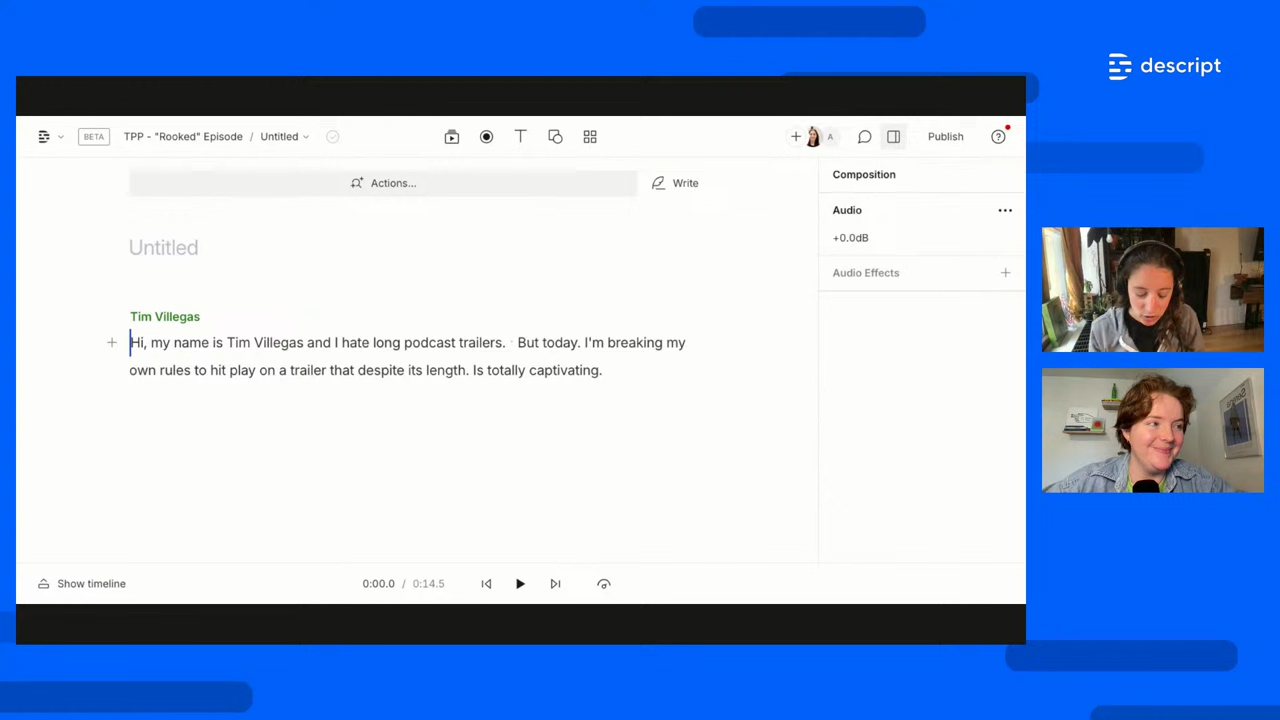 descript
BETA TPP - "Rooked" Episode / Untitled
A Publish
Actions... Write
Composition
Audio
+0.0dB
Audio Effects
Untitled
Tim Villegas
Hi, my name is Tim Villegas and I hate long podcast trailers. · But today. I'm breaking my
own rules to hit play on a trailer that despite its length. Is totally captivating.
Show timeline 0:00.0 / 0:14.5